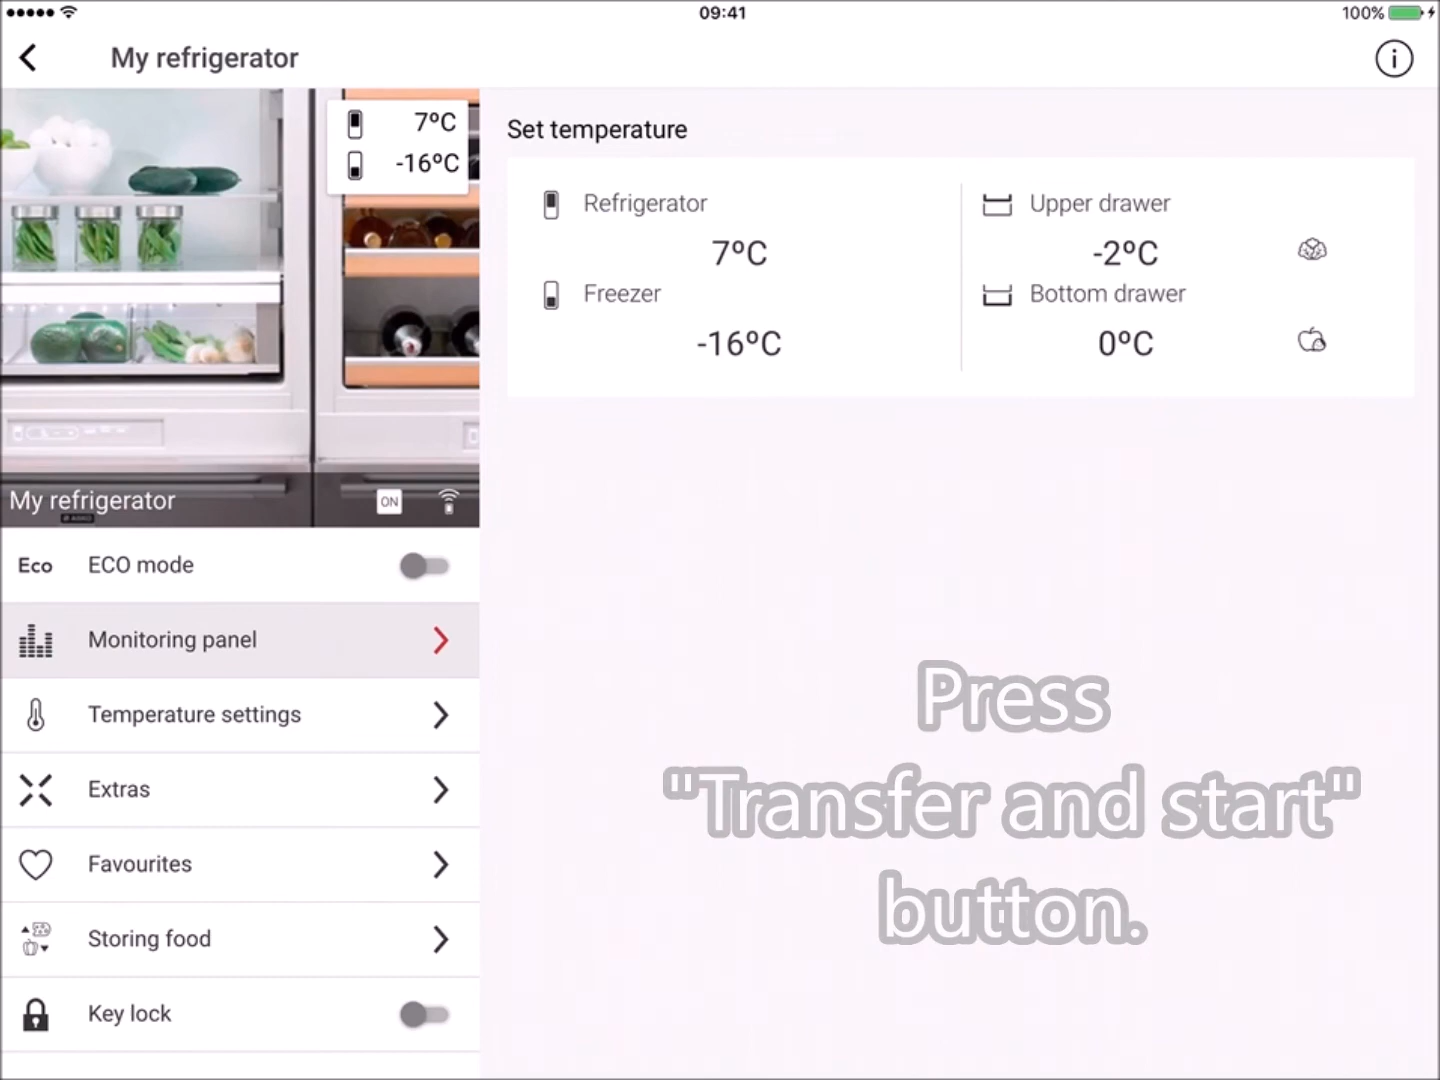 09:41
100%
My refrigerator
7°C
-16°C
Set temperature
Refrigerator
7°C
Freezer
-16°C
Upper drawer
-2°C
Bottom drawer
0°C
My refrigerator
ON
Eco ECO mode
Monitoring panel
Temperature settings
Extras
Favourites
Storing food
Key lock
Press
"Transfer and start"
button.